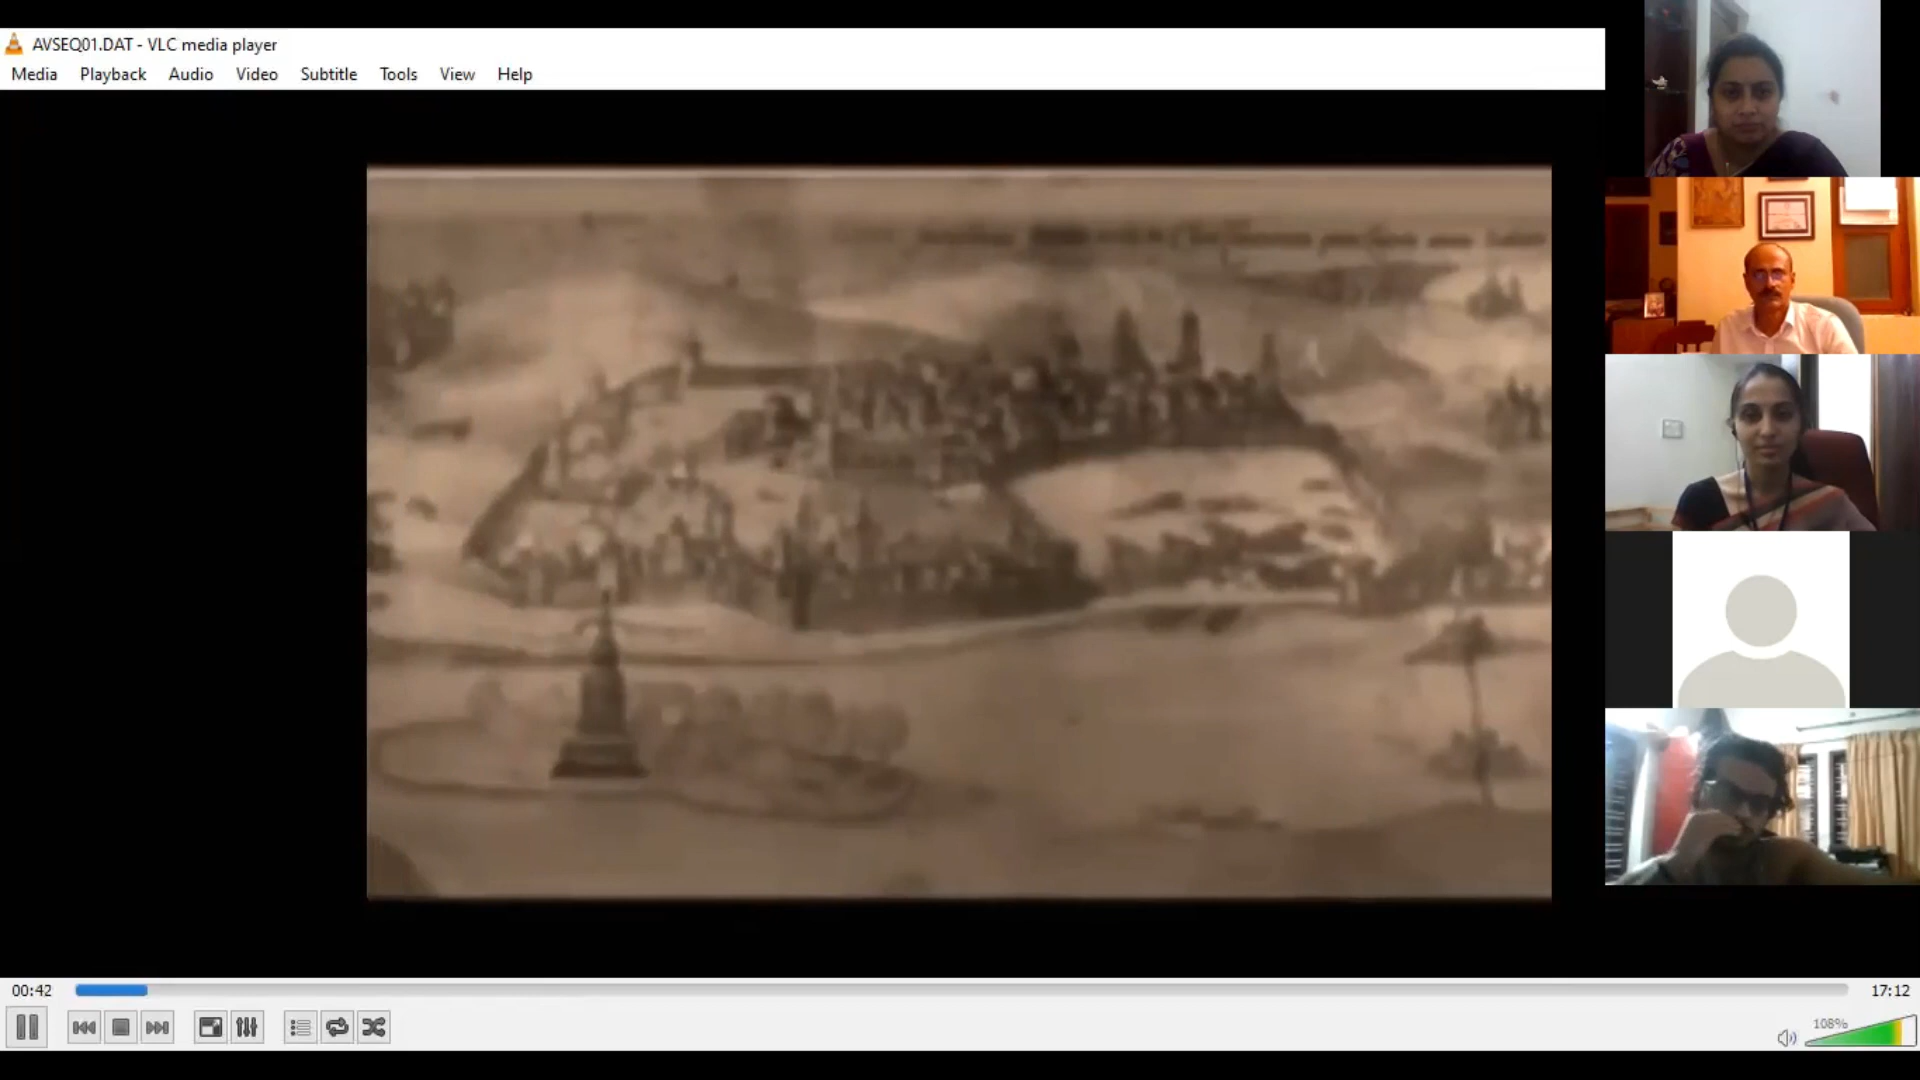 AVSEQ01.DAT - VLC media player
Media Playback Audio Video Subtitle Tools View Help
00:42
17:12
108%